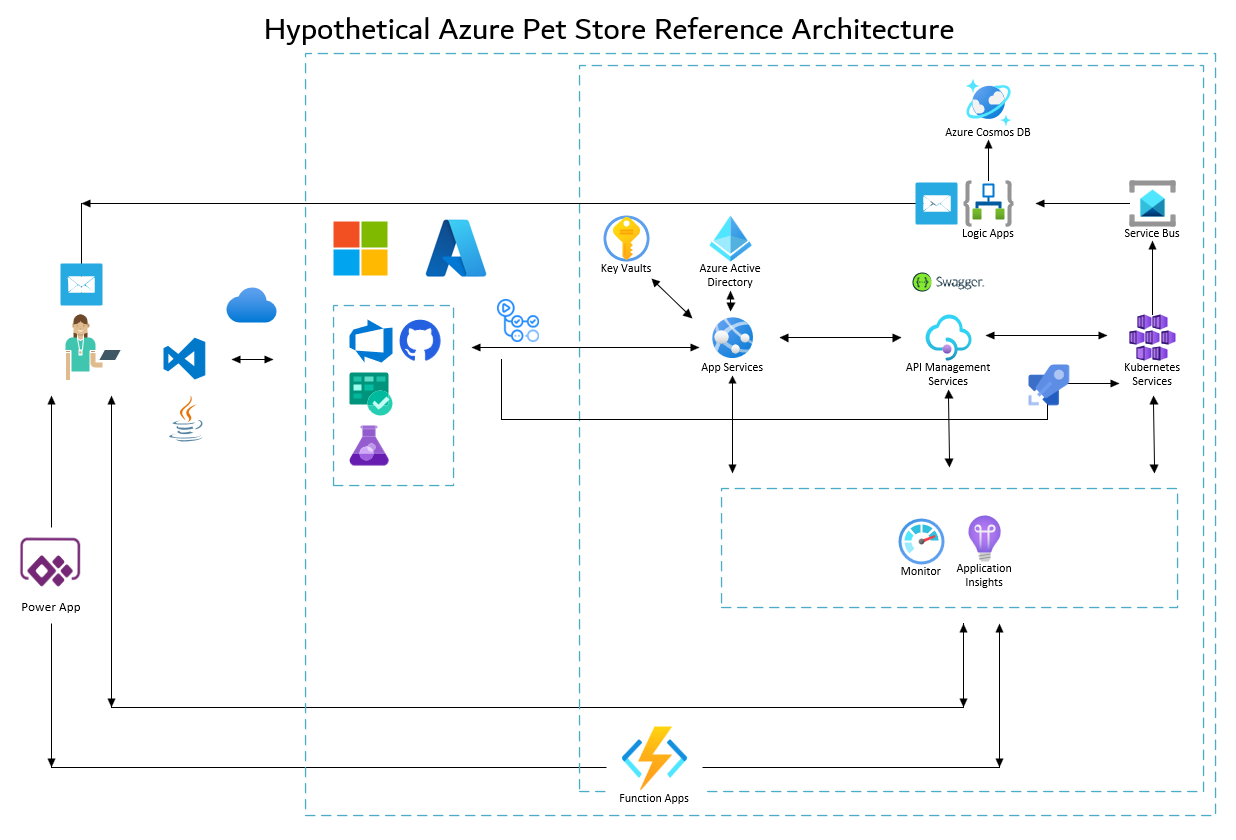 Hypothetical Azure Pet Store Reference Architecture
Azure Cosmos DB
Logic Apps
Service Bus
Key Vaults
Azure Active
Directory
Swagger.
App Services
API Management
Services
Kubernetes
Services
Monitor
Application
Insights
Power App
Function Apps